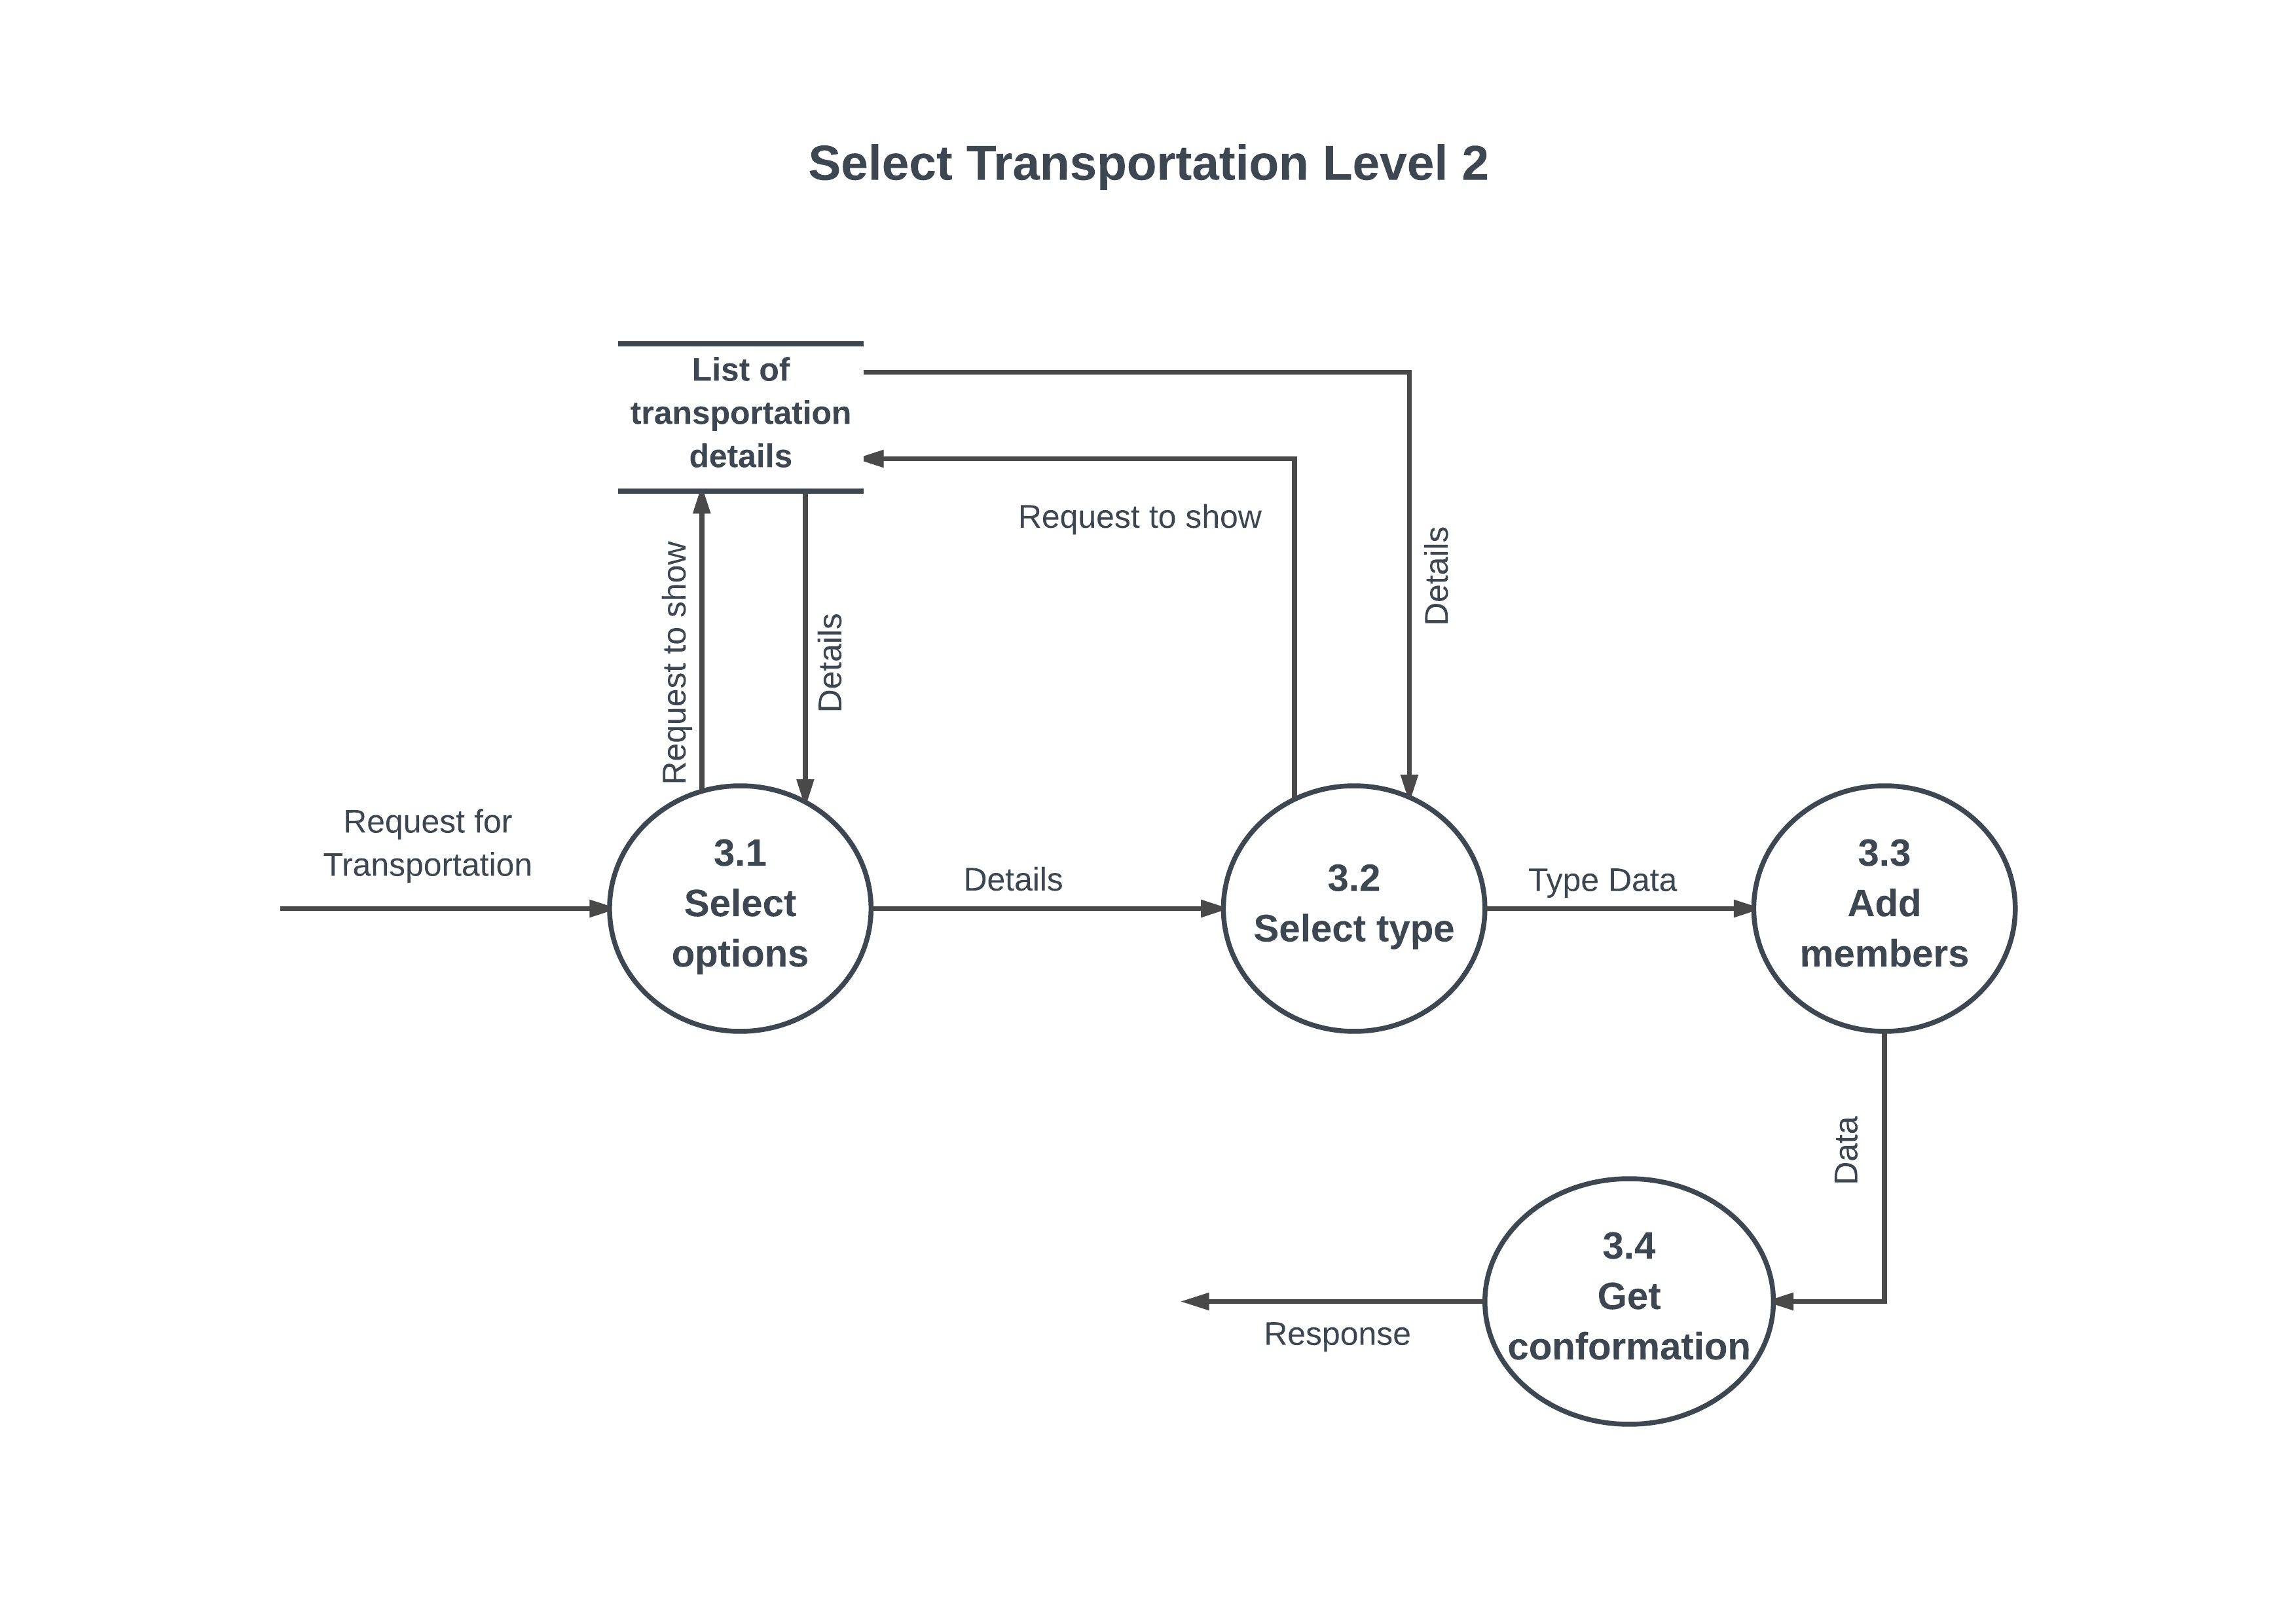 Select Transportation Level 2
List of
transportation
details
Request to show
Details
Request to show
Details
Request for
Transportation
3.1
Select
options
Details
3.2
Select type
Type Data
3.3
Add
members
Data
3.4
Get
conformation
Response